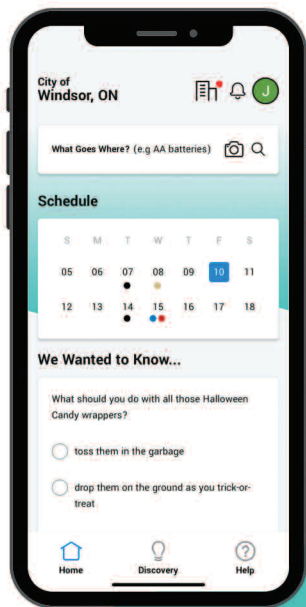 City of
Windsor, ON
J
What Goes Where? (e.g AA batteries)
Schedule
S M T W T F S
05 06 07 08 09 10 11
12 13 14 15 16 17 18
We Wanted to Know...
What should you do with all those Halloween
Candy wrappers?
toss them in the garbage
drop them on the ground as you trick-or-
treat
Home Discovery Help